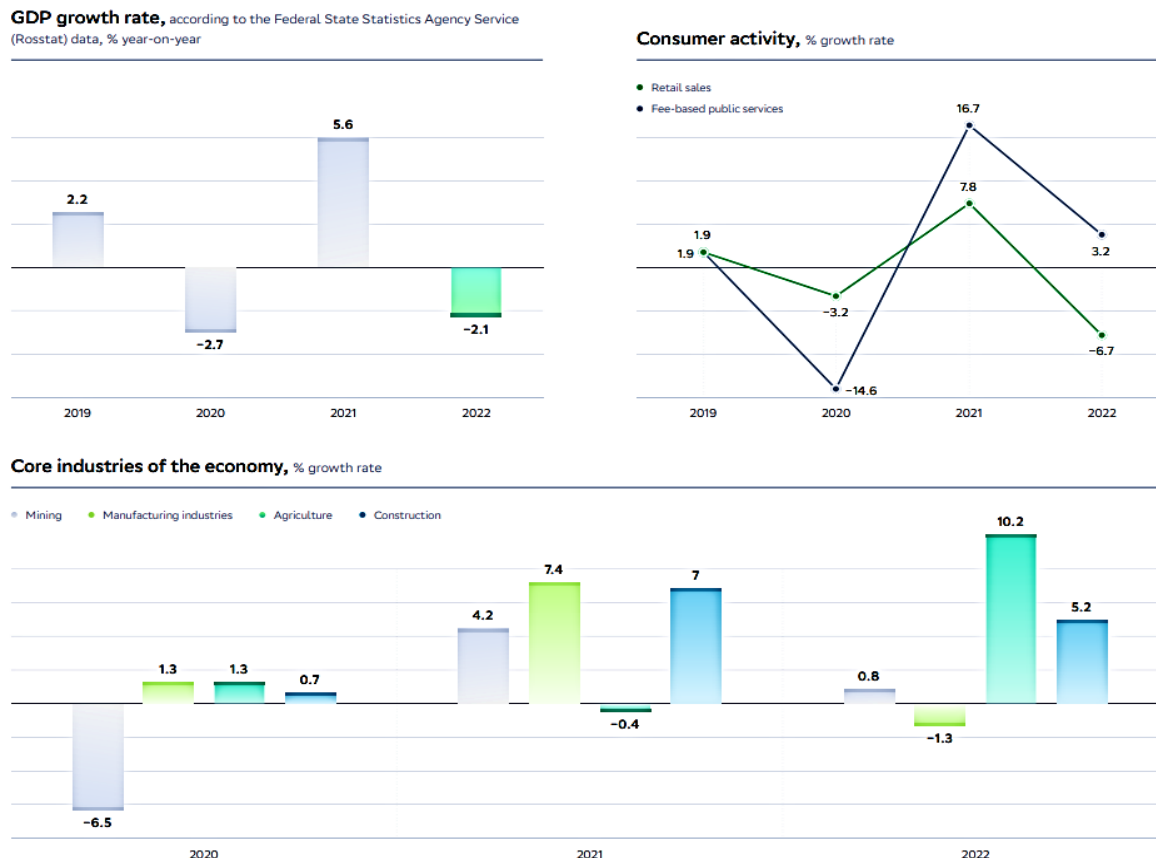 GDP growth rate, according to the Federal State Statistics Agency Service
(Rosstat) data, % year-on-year
2.2
−2.7
5.6
−2.1
2019 2020 2021 2022
Consumer activity, % growth rate
Retail sales
Fee-based public services
16.7
7.8
1.9
1.9
3.2
−3.2
−6.7
−14.6
2019 2020 2021 2022
Core industries of the economy, % growth rate
Mining Manufacturing industries Agriculture Construction
−6.5
1.3
1.3
0.7
4.2
7.4
−0.4
7
0.8
−1.3
10.2
5.2
2020 2021 2022